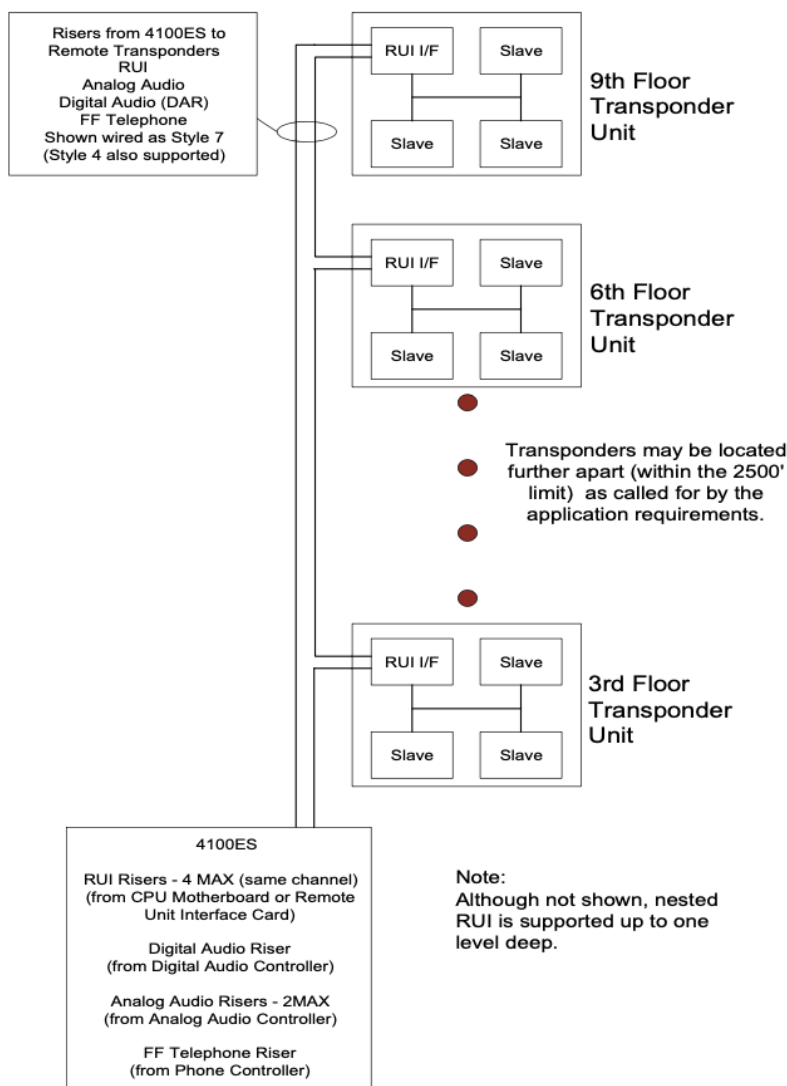 Risers from 4100ES to
Remote Transponders
RUI
Analog Audio
Digital Audio (DAR)
FF Telephone
Shown wired as Style 7
(Style 4 also supported)
RUI I/F
Slave
Slave
Slave
9th Floor
Transponder
Unit
RUI I/F
Slave
Slave
Slave
6th Floor
Transponder
Unit
Transponders may be located
further apart (within the 2500'
limit) as called for by the
application requirements.
RUI I/F
Slave
Slave
Slave
3rd Floor
Transponder
Unit
4100ES
RUI Risers - 4 MAX (same channel)
(from CPU Motherboard or Remote
Unit Interface Card)
Digital Audio Riser
(from Digital Audio Controller)
Analog Audio Risers - 2MAX
(from Analog Audio Controller)
FF Telephone Riser
(from Phone Controller)
Note:
Although not shown, nested
RUI is supported up to one
level deep.